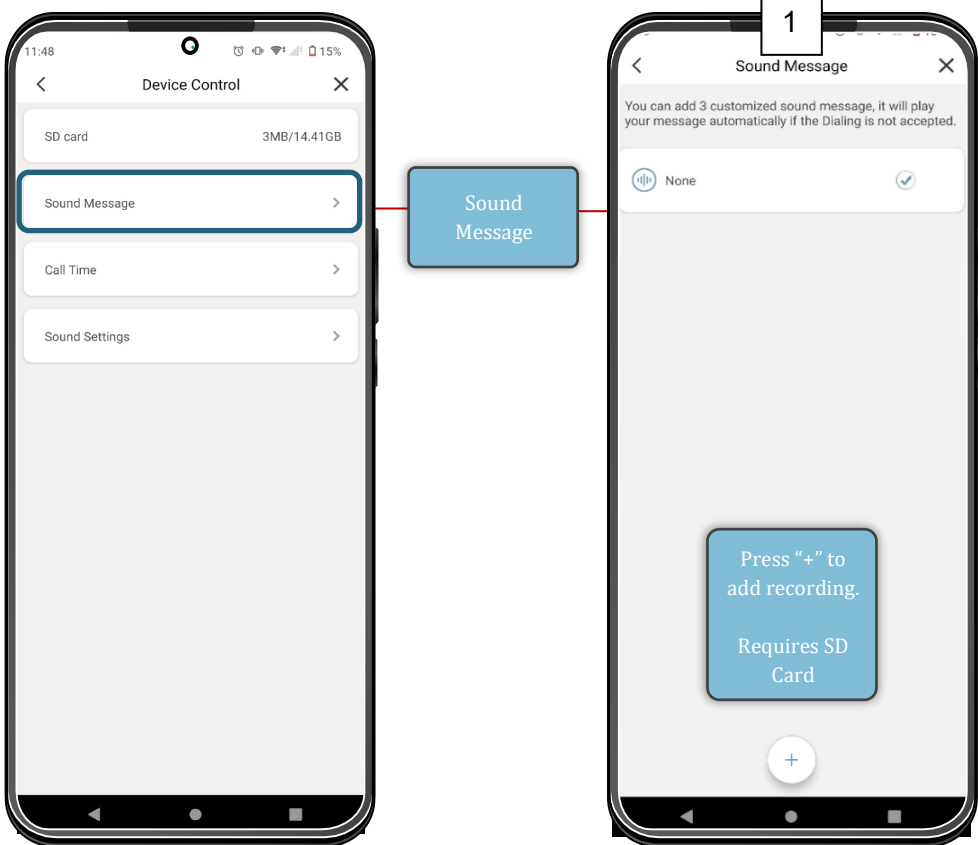 11:48
15%
Device Control
SD card
3MB/14.41GB
Sound Message
Call Time
Sound Settings
Sound
Message
1
Sound Message
You can add 3 customized sound message, it will play
your message automatically if the Dialing is not accepted.
None
Press “+” to
add recording.
Requires SD
Card
+